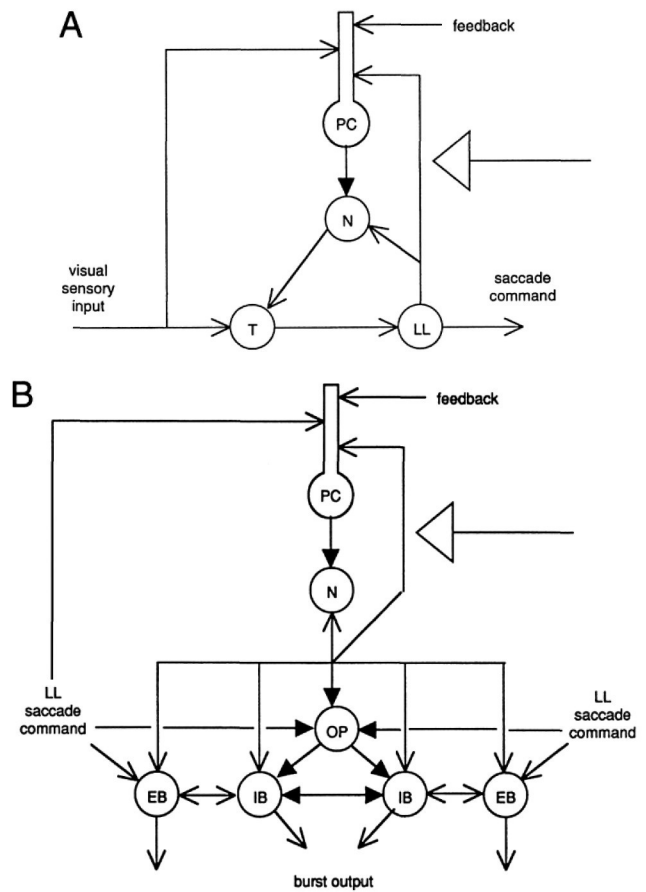 A
feedback
PC
N
visual
sensory
input
saccade
command
T
LL
B
feedback
PC
N
LL
saccade
command
LL
saccade
command
OP
EB
IB
IB
EB
burst output